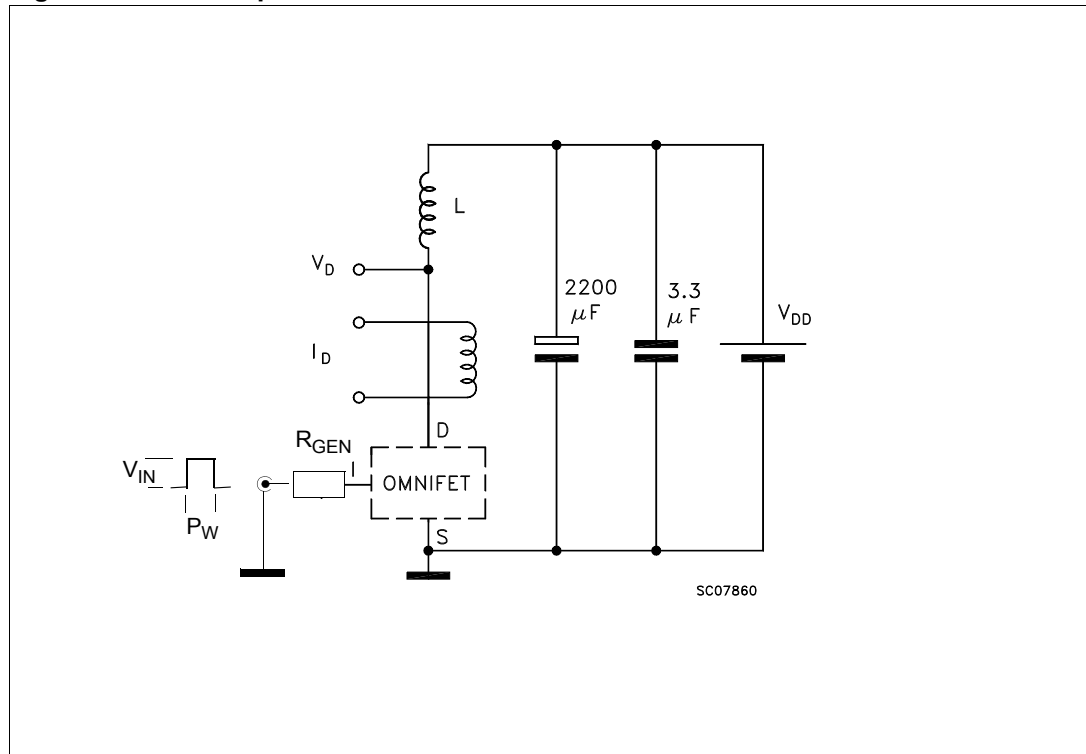 L
V_D
2200
μF
3.3
μF
V_DD
I_D
D
R_GEN
I
V_IN
OMNIFET
P_W
S
SC07860